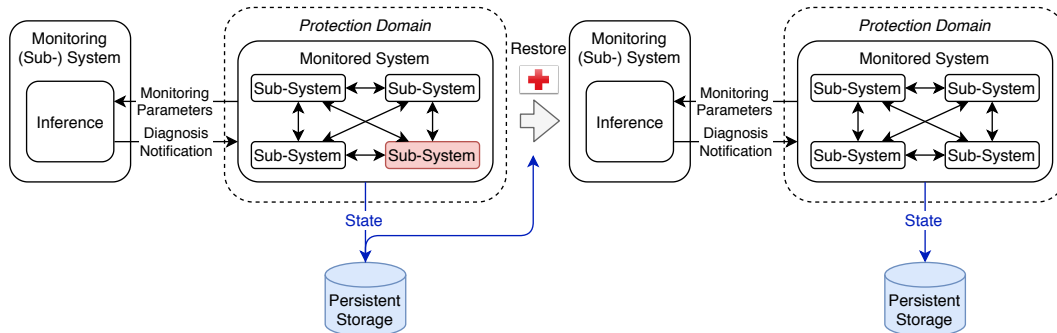 Monitoring
(Sub-) System
Inference
Monitoring
Parameters
Diagnosis
Notification
Protection Domain
Monitored System
Sub-System
Sub-System
Sub-System
Sub-System
State
Persistent
Storage
Restore
Monitoring
(Sub-) System
Inference
Monitoring
Parameters
Diagnosis
Notification
Protection Domain
Monitored System
Sub-System
Sub-System
Sub-System
Sub-System
State
Persistent
Storage